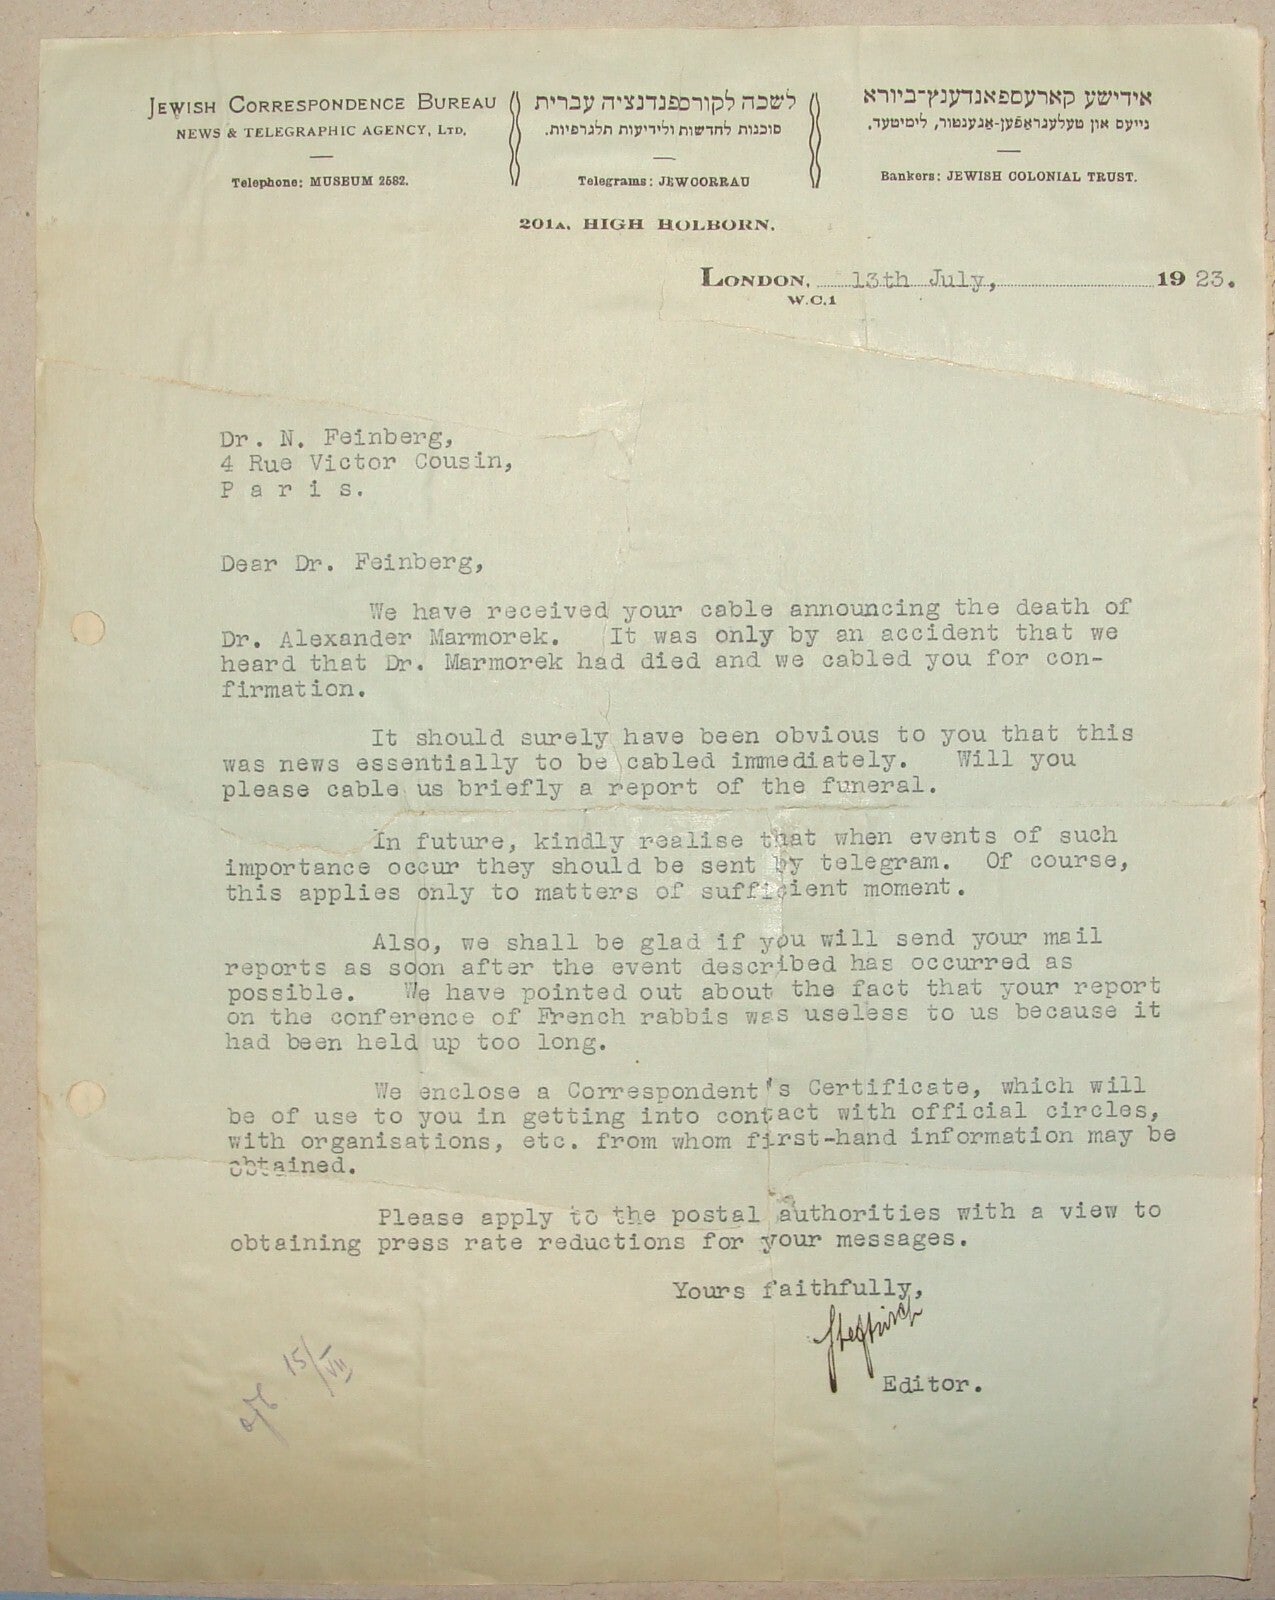 JEWISH CORRESPONDENCE BUREAU
NEWS & TELEGRAPHIC AGENCY, LTD.
Telephone: MUSEUM 2682.
לשכה לקורספנדנציה עברית
סוכנות לחדשות ולידיעות תלגרפיות.
Telegrams: JEWCORRAU
אידישע קארעספאנדענץ־ביורא
נייעס און טעלעגראפען-אגענטור, לימיטעד.
Bankers: JEWISH COLONIAL TRUST.
201A. HIGH HOLBORN.
LONDON, 13th July, 1923.
W.C.1
Dr. N. Feinberg,
4 Rue Victor Cousin,
P a r i s.
Dear Dr. Feinberg,
We have received your cable announcing the death of
Dr. Alexander Marmorek. It was only by an accident that we
heard that Dr. Marmorek had died and we cabled you for con-
firmation.
It should surely have been obvious to you that this
was news essentially to be cabled immediately. Will you
please cable us briefly a report of the funeral.
In future, kindly realise that when events of such
importance occur they should be sent by telegram. Of course,
this applies only to matters of sufficient moment.
Also, we shall be glad if you will send your mail
reports as soon after the event described has occurred as
possible. We have pointed out about the fact that your report
on the conference of French rabbis was useless to us because it
had been held up too long.
We enclose a Correspondent's Certificate, which will
be of use to you in getting into contact with official circles,
with organisations, etc. from whom first-hand information may be
obtained.
Please apply to the postal authorities with a view to
obtaining press rate reductions for your messages.
Yours faithfully,
Editor.
15/VII